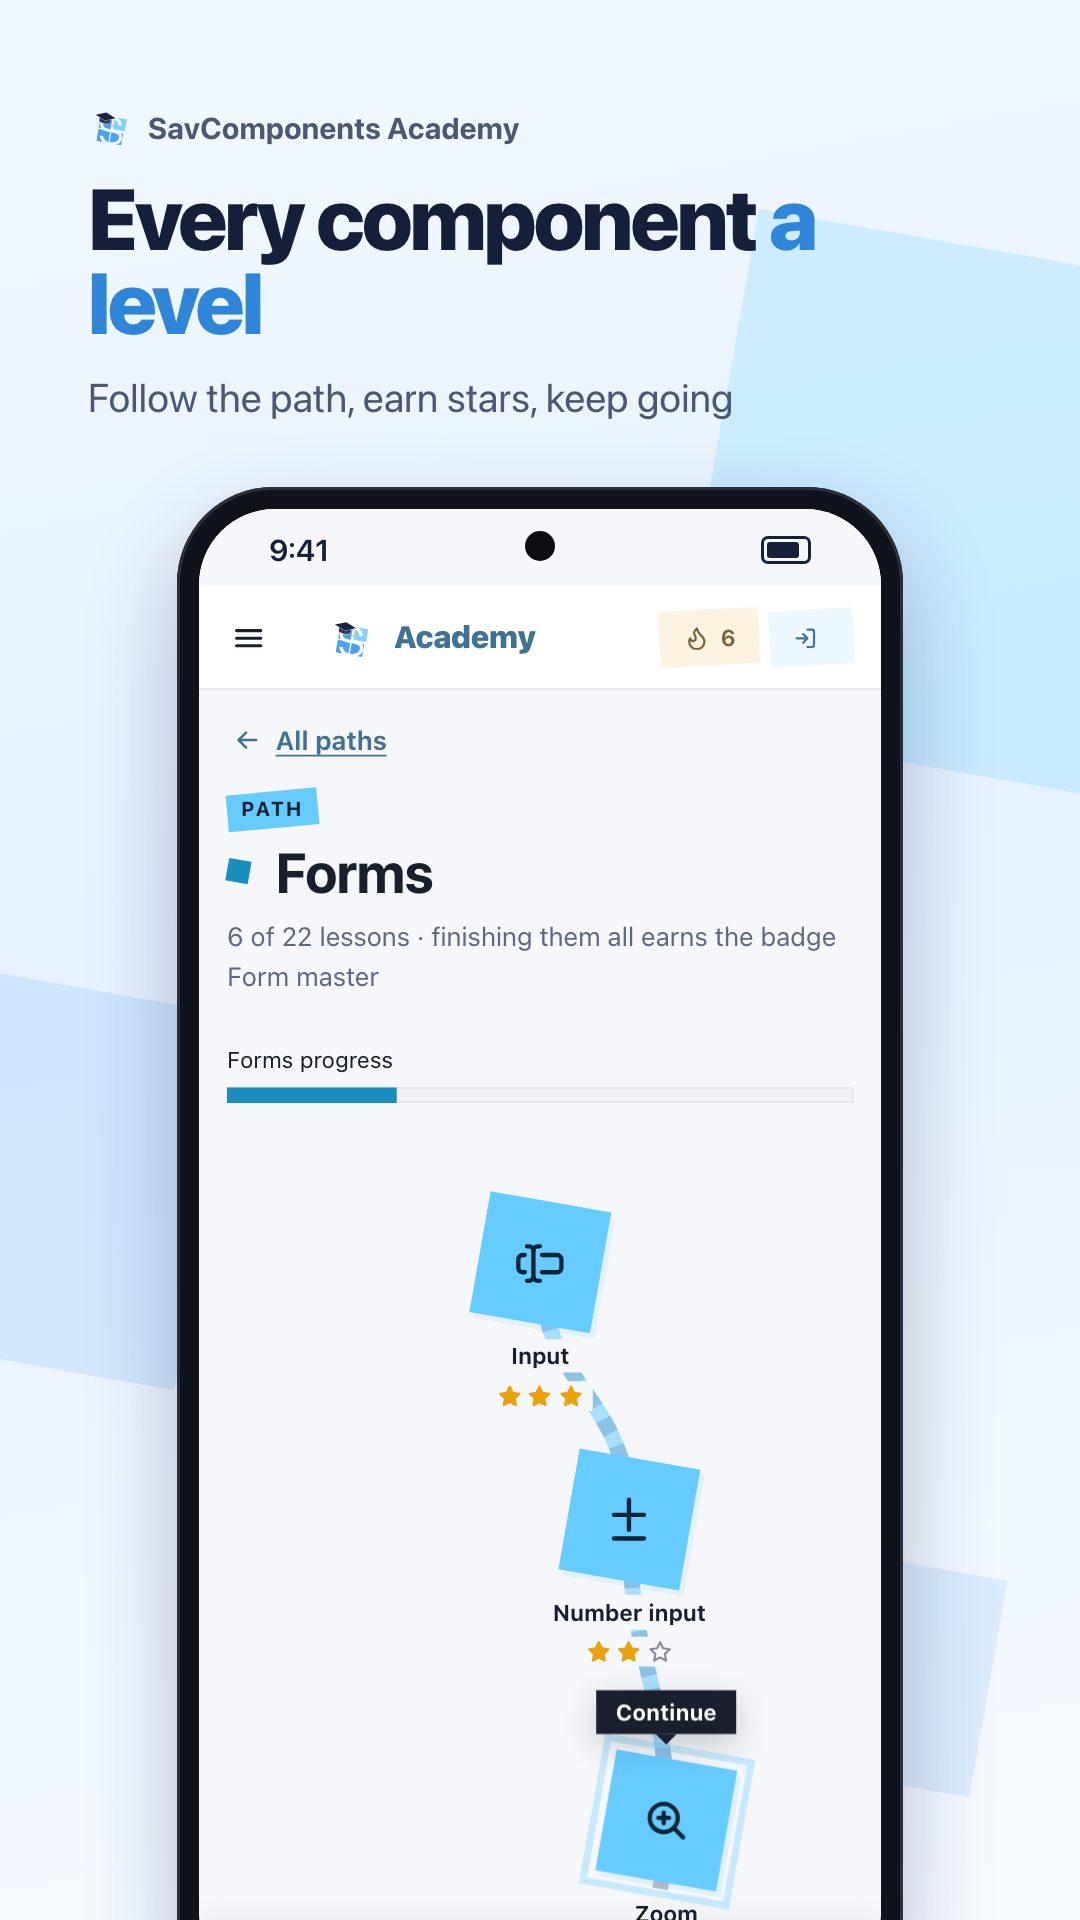 SavComponents Academy
Every component a
level
Follow the path, earn stars, keep going
9:41
Academy
6
All paths
PATH
Forms
6 of 22 lessons · finishing them all earns the badge
Form master
Forms progress
Input
Number input
Continue
Zoom